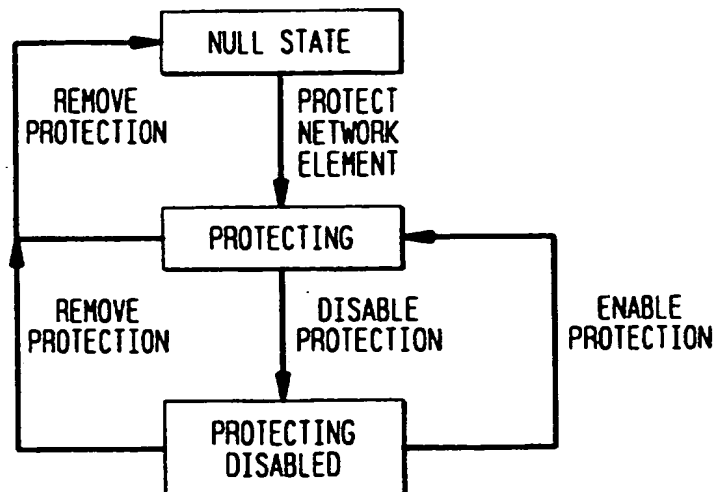 NULL STATE
REMOVE
PROTECTION
PROTECT
NETWORK
ELEMENT
PROTECTING
REMOVE
PROTECTION
DISABLE
PROTECTION
ENABLE
PROTECTION
PROTECTING
DISABLED